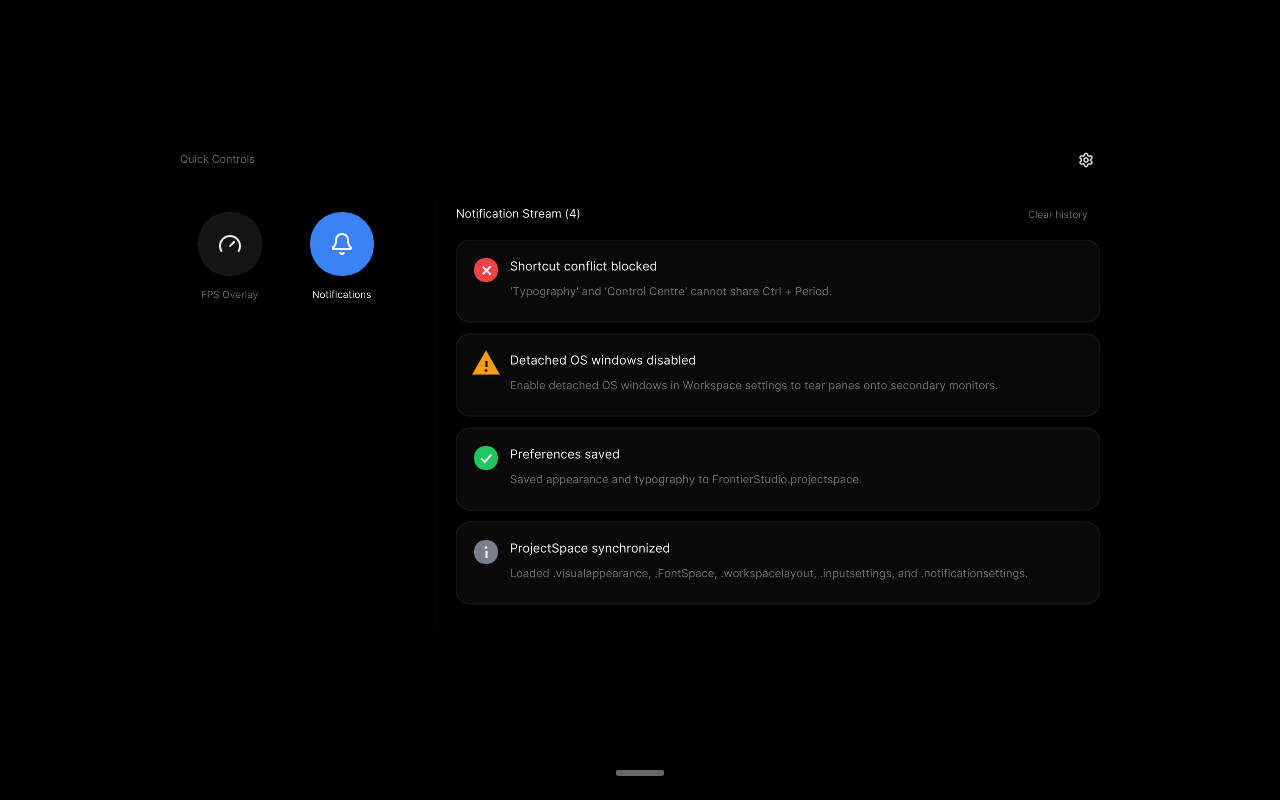 Quick Controls
FPS Overlay
Notifications
Notification Stream (4)
Clear history
Shortcut conflict blocked
'Typography' and 'Control Centre' cannot share Ctrl + Period.
Detached OS windows disabled
Enable detached OS windows in Workspace settings to tear panes onto secondary monitors.
Preferences saved
Saved appearance and typography to FrontierStudio.projectspace.
ProjectSpace synchronized
Loaded .visualappearance, .FontSpace, .workspacelayout, .inputsettings, and .notificationsettings.